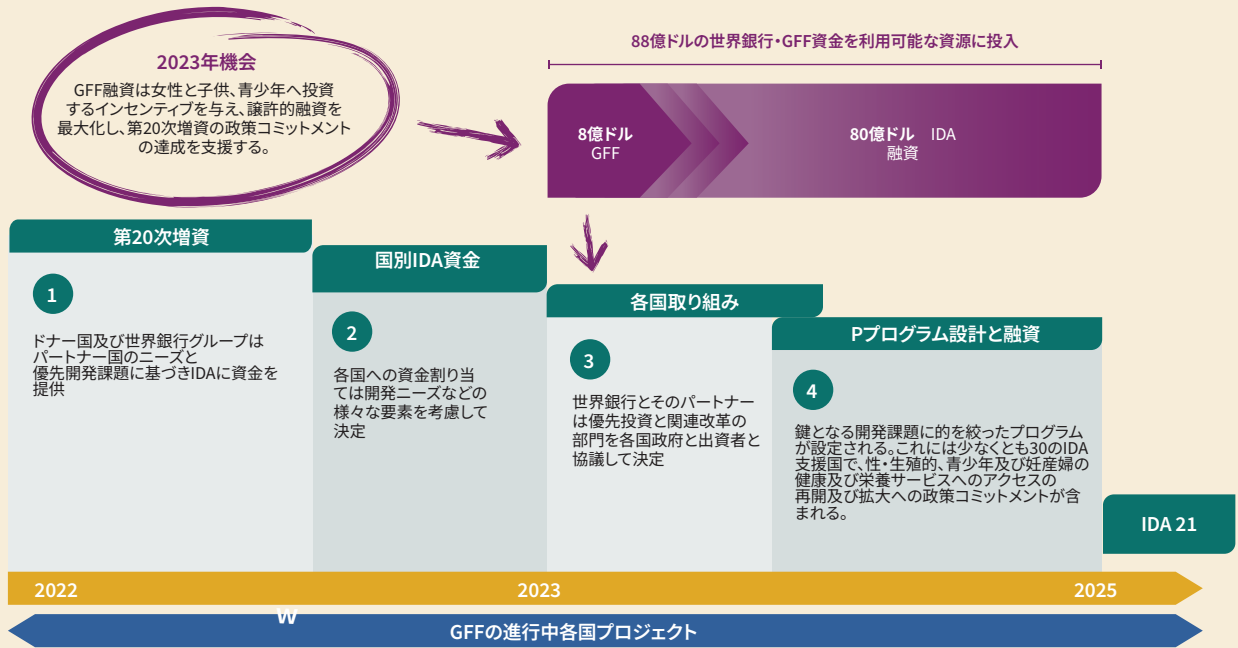 2023年機会
GFF融資は女性と子供、青少年へ投資
するインセンティブを与え、譲許的融資を
最大化し、第20次増資の政策コミットメント
の達成を支援する。
88億ドルの世界銀行・GFF資金を利用可能な資源に投入
8億ドル
GFF
80億ドル IDA
融資
第20次増資
1
ドナー国及び世界銀行グループは
パートナー国のニーズと
優先開発課題に基づきIDAに資金を
提供
国別IDA資金
2
各国への資金割り当
ては開発ニーズなどの
様々な要素を考慮して
決定
各国取り組み
3
世界銀行とそのパートナー
は優先投資と関連改革の
部門を各国政府と出資者と
協議して決定
Pプログラム設計と融資
4
鍵となる開発課題に的を絞ったプログラム
が設定される。これには少なくとも30のIDA
支援国で、性・生殖的、青少年及び妊産婦の
健康及び栄養サービスへのアクセスの
再開及び拡大への政策コミットメントが含
まれる。
IDA 21
2022
2023
2025
W
GFFの進行中各国プロジェクト